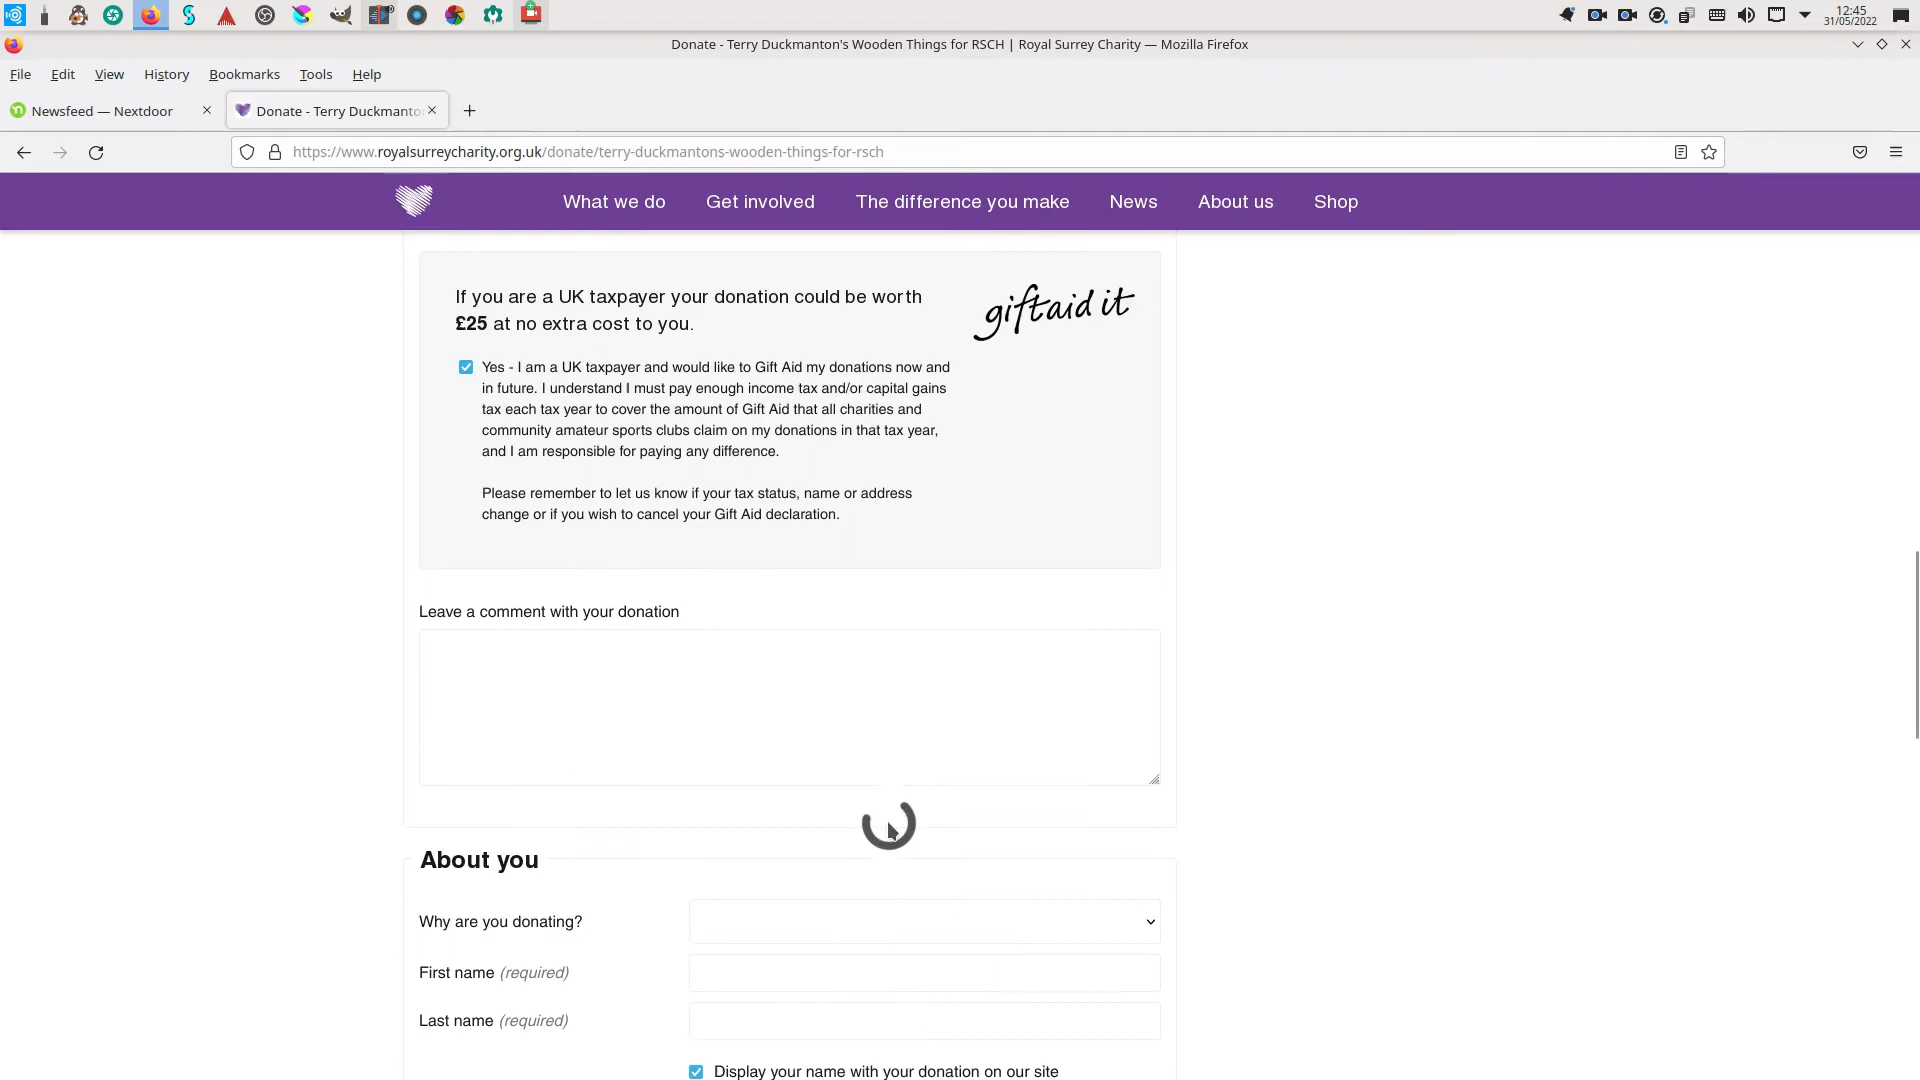 12:45
31/05/2022
Donate - Terry Duckmanton's Wooden Things for RSCH | Royal Surrey Charity — Mozilla Firefox
File Edit View History Bookmarks Tools Help
Newsfeed — Nextdoor
Donate - Terry Duckmanto
https://www.royalsurreycharity.org.uk/donate/terry-duckmantons-wooden-things-for-rsch
What we do Get involved The difference you make News About us Shop
If you are a UK taxpayer your donation could be worth
£25 at no extra cost to you.
giftaid it
Yes - I am a UK taxpayer and would like to Gift Aid my donations now and
in future. I understand I must pay enough income tax and/or capital gains
tax each tax year to cover the amount of Gift Aid that all charities and
community amateur sports clubs claim on my donations in that tax year,
and I am responsible for paying any difference.
Please remember to let us know if your tax status, name or address
change or if you wish to cancel your Gift Aid declaration.
Leave a comment with your donation
About you
Why are you donating?
First name (required)
Last name (required)
Display your name with your donation on our site